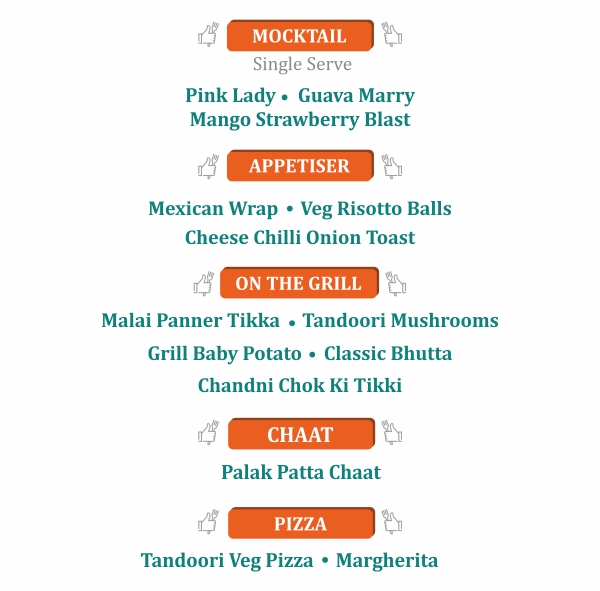 MOCKTAIL
Single Serve
Pink Lady • Guava Marry
Mango Strawberry Blast
APPETISER
Mexican Wrap • Veg Risotto Balls
Cheese Chilli Onion Toast
ON THE GRILL
Malai Panner Tikka • Tandoori Mushrooms
Grill Baby Potato • Classic Bhutta
Chandni Chok Ki Tikki
CHAAT
Palak Patta Chaat
PIZZA
Tandoori Veg Pizza • Margherita